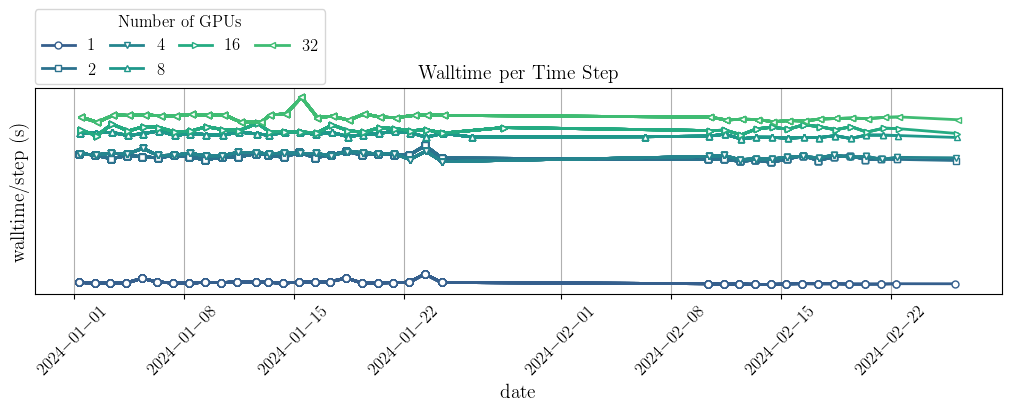 Number of GPUs
1 4 16 32
2 8
Walltime per Time Step
walltime/step (s)
2024−01−01 2024−01−08 2024−01−15 2024−01−22 2024−02−01 2024−02−08 2024−02−15 2024−02−22
date